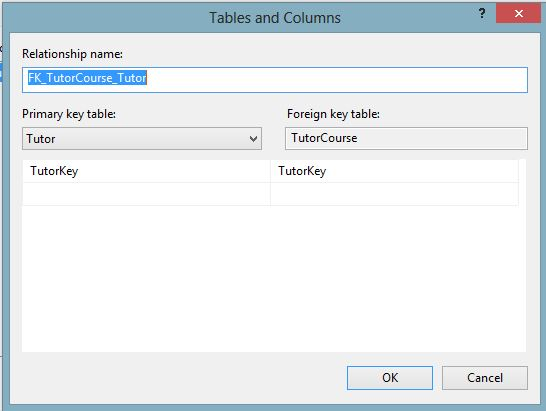 Tables and Columns
?
Relationship name:
FK_TutorCourse_Tutor
Primary key table:
Foreign key table:
Tutor
TutorCourse
TutorKey
TutorKey
OK
Cancel